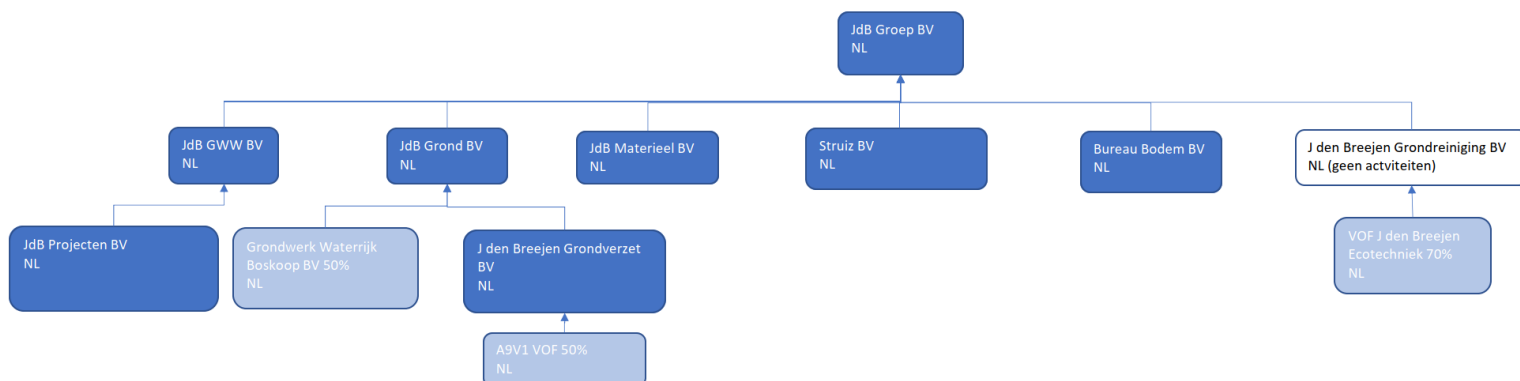 JdB Groep BV
NL
JdB GWW BV
NL
JdB Grond BV
NL
JdB Materieel BV
NL
Struiz BV
NL
Bureau Bodem BV
NL
J den Breejen Grondreiniging BV
NL (geen actviteiten)
JdB Projecten BV
NL
Grondwerk Waterrijk
Boskoop BV 50%
NL
J den Breejen Grondverzet
BV
NL
VOF J den Breejen
Ecotechniek 70%
NL
A9V1 VOF 50%
NL